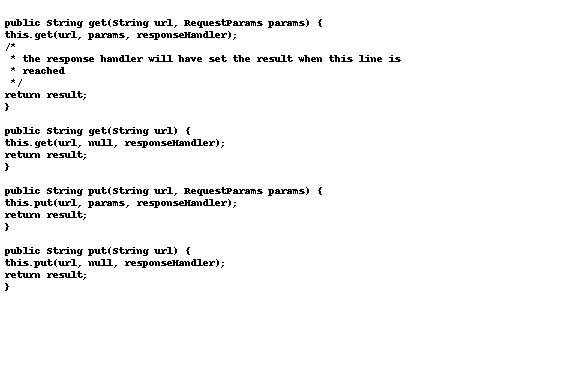 public String get(String url, RequestParams params) {
this.get(url, params, responseHandler);
/*
 * the response handler will have set the result when this line is
 * reached
 */
return result;
}

public String get(String url) {
this.get(url, null, responseHandler);
return result;
}

public String put(String url, RequestParams params) {
this.put(url, params, responseHandler);
return result;
}

public String put(String url) {
this.put(url, null, responseHandler);
return result;
}